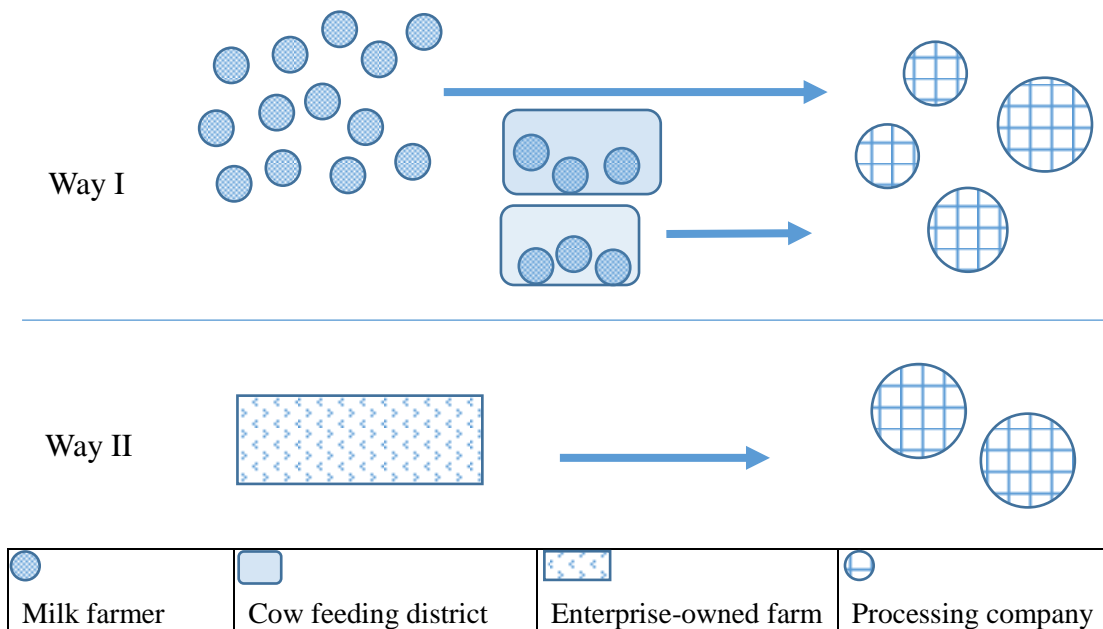 Way I
Way II
Milk farmer
Cow feeding district
Enterprise-owned farm
Processing company